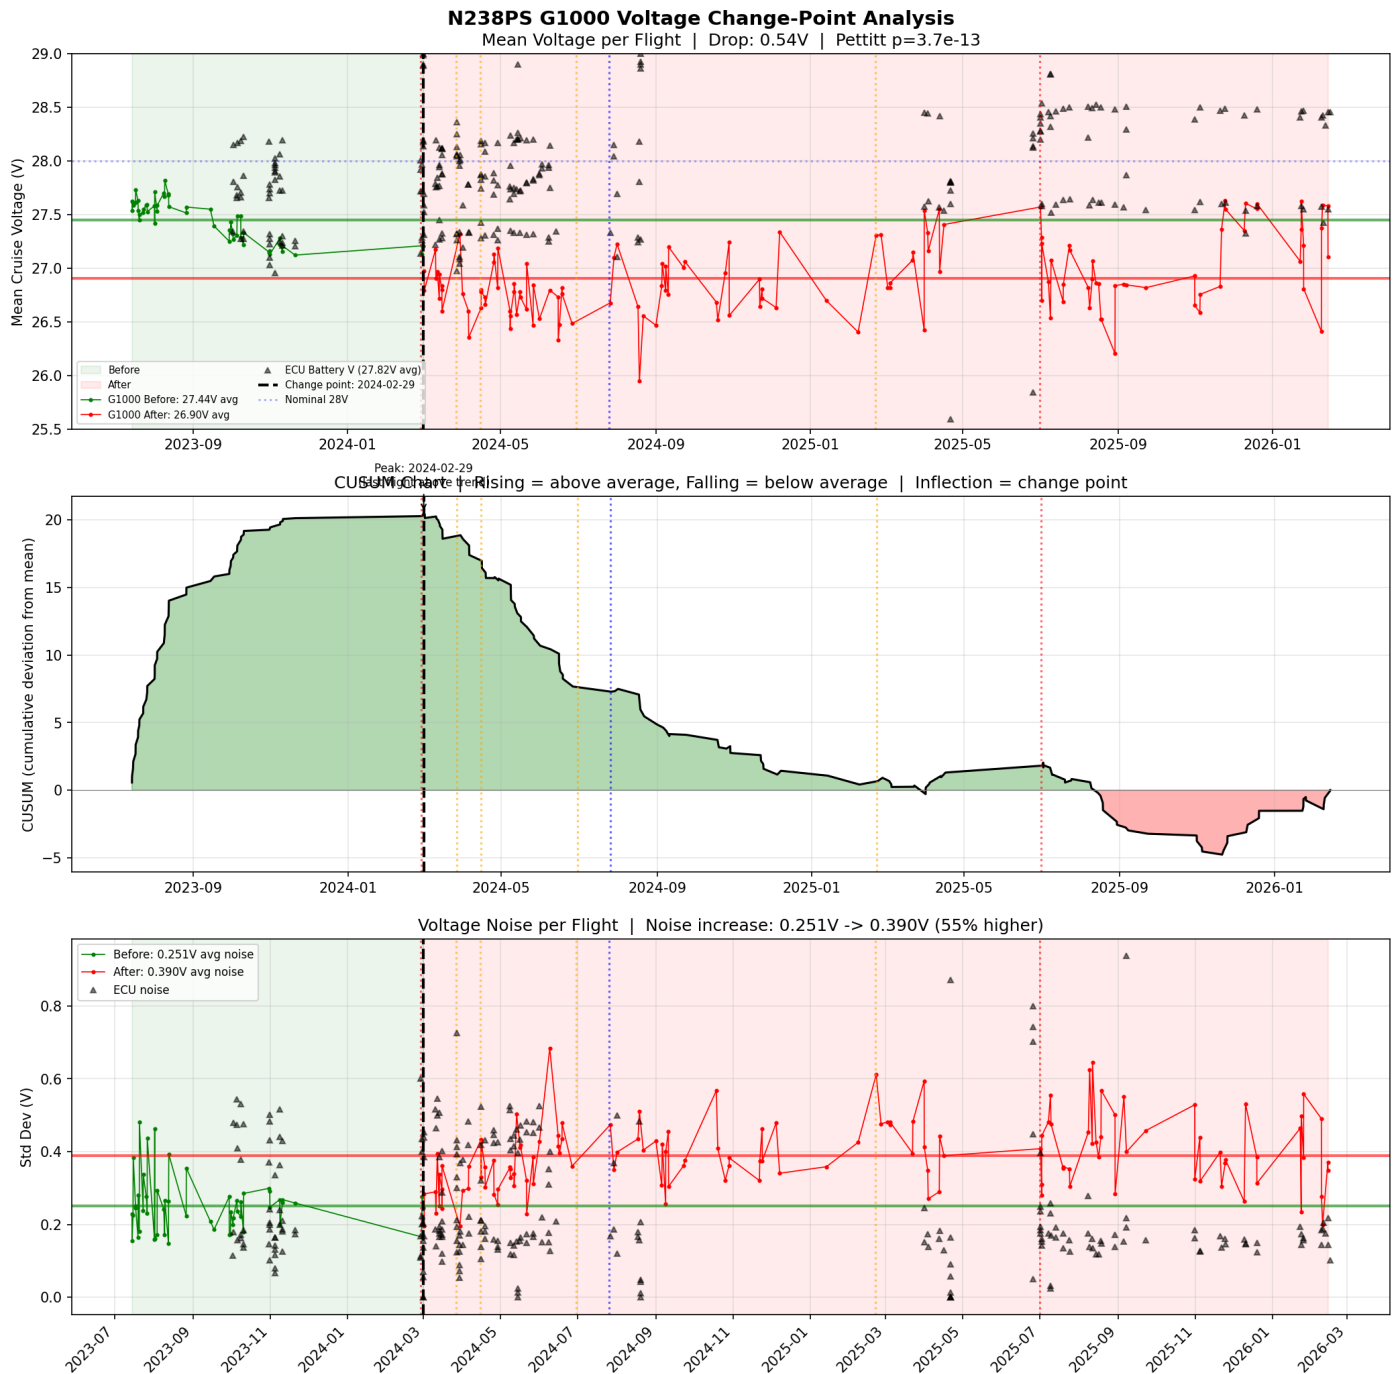 N238PS G1000 Voltage Change-Point Analysis
Mean Voltage per Flight | Drop: 0.54V | Pettitt p=3.7e-13
29.0
28.5
28.0
27.5
27.0
26.5
26.0
25.5
Mean Cruise Voltage (V)
Before
After
G1000 Before: 27.44V avg
G1000 After: 26.90V avg
ECU Battery V (27.82V avg)
Change point: 2024-02-29
Nominal 28V
2023-09 2024-01 2024-05 2024-09 2025-01 2025-05 2025-09 2026-01
Peak: 2024-02-29
CUSUM Chart | Rising = above average, Falling = below average | Inflection = change point
20
15
10
5
0
−5
CUSUM (cumulative deviation from mean)
2023-09 2024-01 2024-05 2024-09 2025-01 2025-05 2025-09 2026-01
Voltage Noise per Flight | Noise increase: 0.251V -> 0.390V (55% higher)
Before: 0.251V avg noise
After: 0.390V avg noise
ECU noise
0.8
0.6
0.4
0.2
0.0
Std Dev (V)
2023-07 2023-09 2023-11 2024-01 2024-03 2024-05 2024-07 2024-09 2024-11 2025-01 2025-03 2025-05 2025-07 2025-09 2025-11 2026-01 2026-03